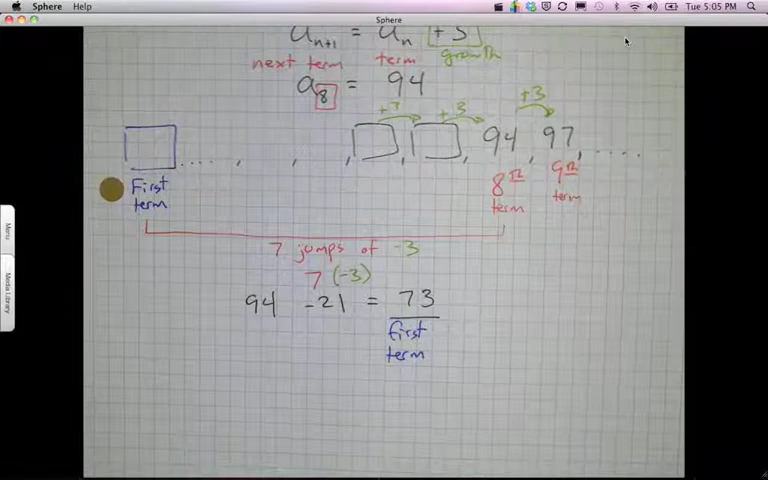 Sphere Help Tue 5:05 PM
Sphere
Menu
Media Library
a n+1 = a n +3
next term term growth
a 8 = 94
+3 +3 +3
.... , , , , , 94 , 97 , ....
First term
8th term
9th term
7 jumps of -3
7 (-3)
94 - 21 = 73
first term